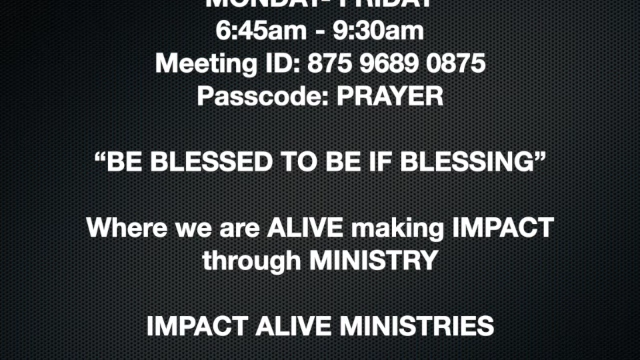 MONDAY- FRIDAY
6:45am - 9:30am
Meeting ID: 875 9689 0875
Passcode: PRAYER
“BE BLESSED TO BE IF BLESSING”
Where we are ALIVE making IMPACT
through MINISTRY
IMPACT ALIVE MINISTRIES